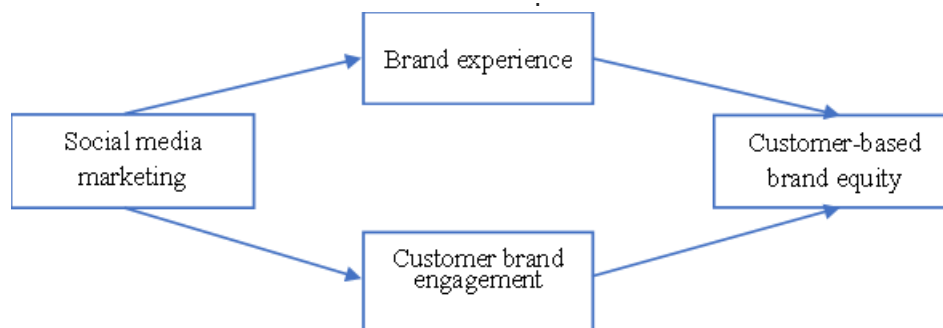 Brand experience
Social media
marketing
Customer-based
brand equity
Customer brand
engagement